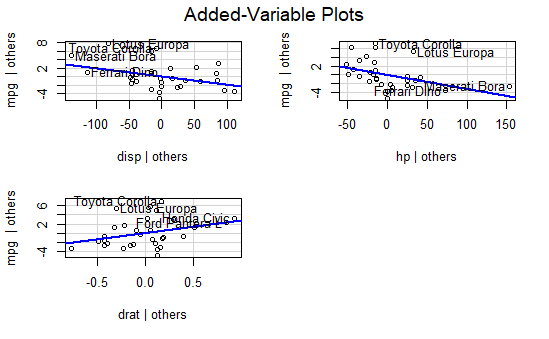 Added-Variable Plots
mpg | others
8
2
-4
Lotus Europa
Toyota Corolla
Maserati Bora
Ferrari Dino
-100
-50
0
50
100
disp | others
mpg | others
2
-4
Toyota Corolla
Lotus Europa
Maserati Bora
Ferrari Dino
-50
0
50
100
150
hp | others
mpg | others
6
2
-4
Toyota Corolla
Lotus Europa
Honda Civic
Ford Pantera L
-0.5
0.0
0.5
drat | others